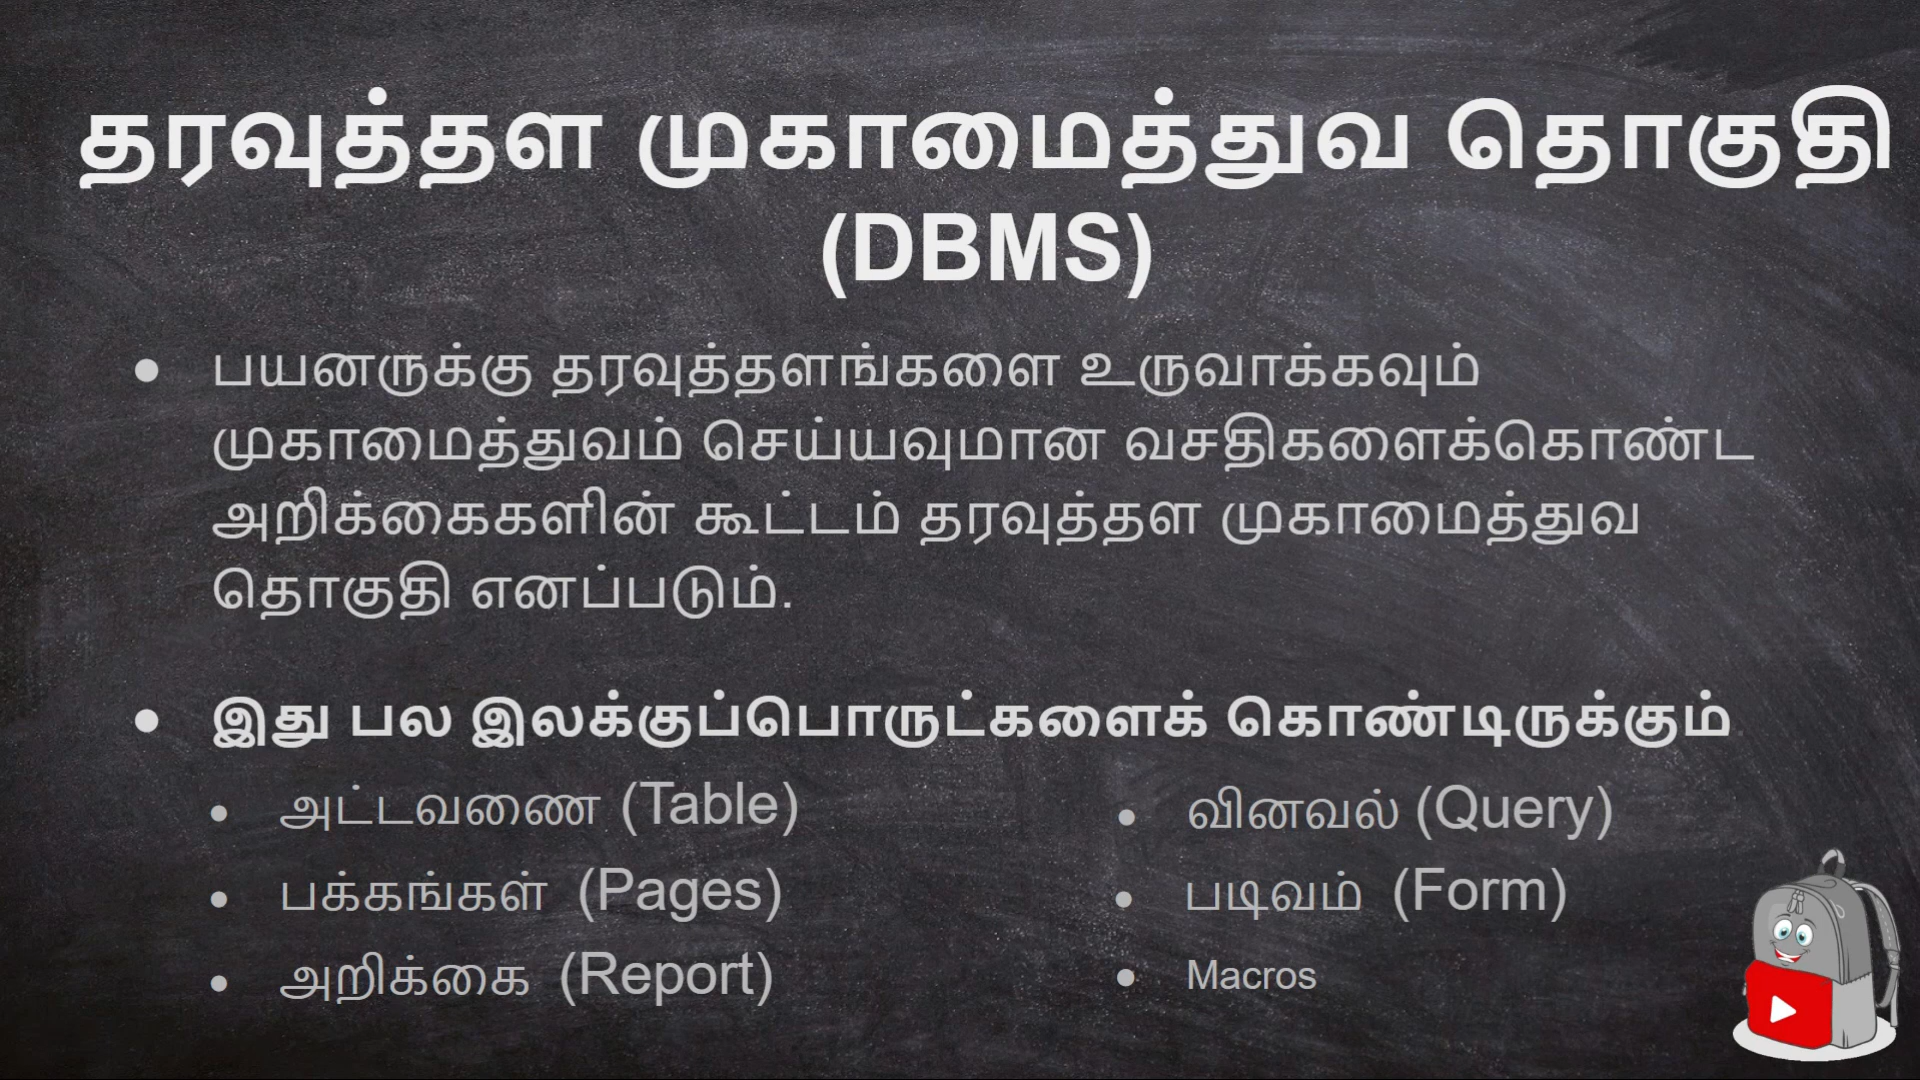 தரவுத்தள முகாமைத்துவ தொகுதி
(DBMS)
• பயனருக்கு தரவுத்தளங்களை உருவாக்கவும்
முகாமைத்துவம் செய்யவுமான வசதிகளைக்கொண்ட
அறிக்கைகளின் கூட்டம் தரவுத்தள முகாமைத்துவ
தொகுதி எனப்படும்.
• இது பல இலக்குப்பொருட்களைக் கொண்டிருக்கும்.
• அட்டவணை (Table)
• பக்கங்கள் (Pages)
• அறிக்கை (Report)
• வினவல் (Query)
• படிவம் (Form)
• Macros